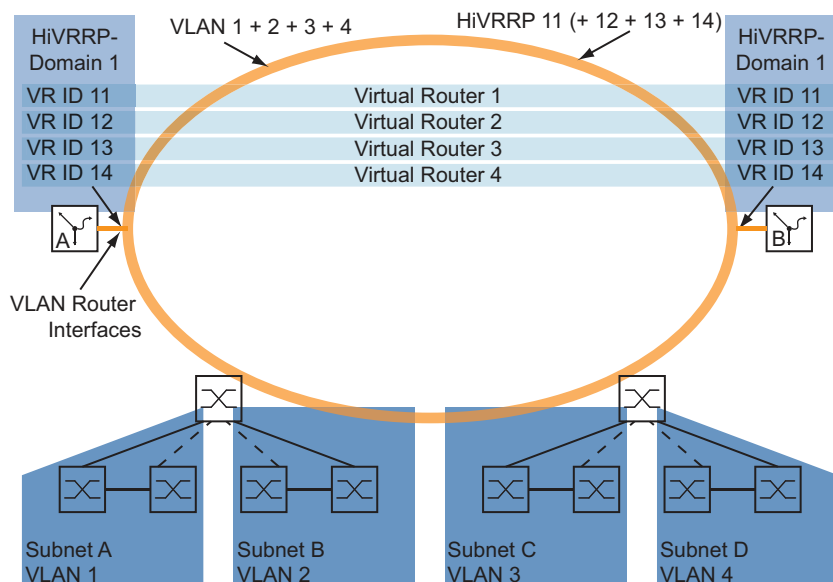 HiVRRP-
Domain 1
VLAN 1 + 2 + 3 + 4
HiVRRP 11 (+ 12 + 13 + 14)
HiVRRP-
Domain 1
VR ID 11
Virtual Router 1
VR ID 11
VR ID 12
Virtual Router 2
VR ID 12
VR ID 13
Virtual Router 3
VR ID 13
VR ID 14
Virtual Router 4
VR ID 14
A
B
VLAN Router
Interfaces
Subnet A
VLAN 1
Subnet B
VLAN 2
Subnet C
VLAN 3
Subnet D
VLAN 4